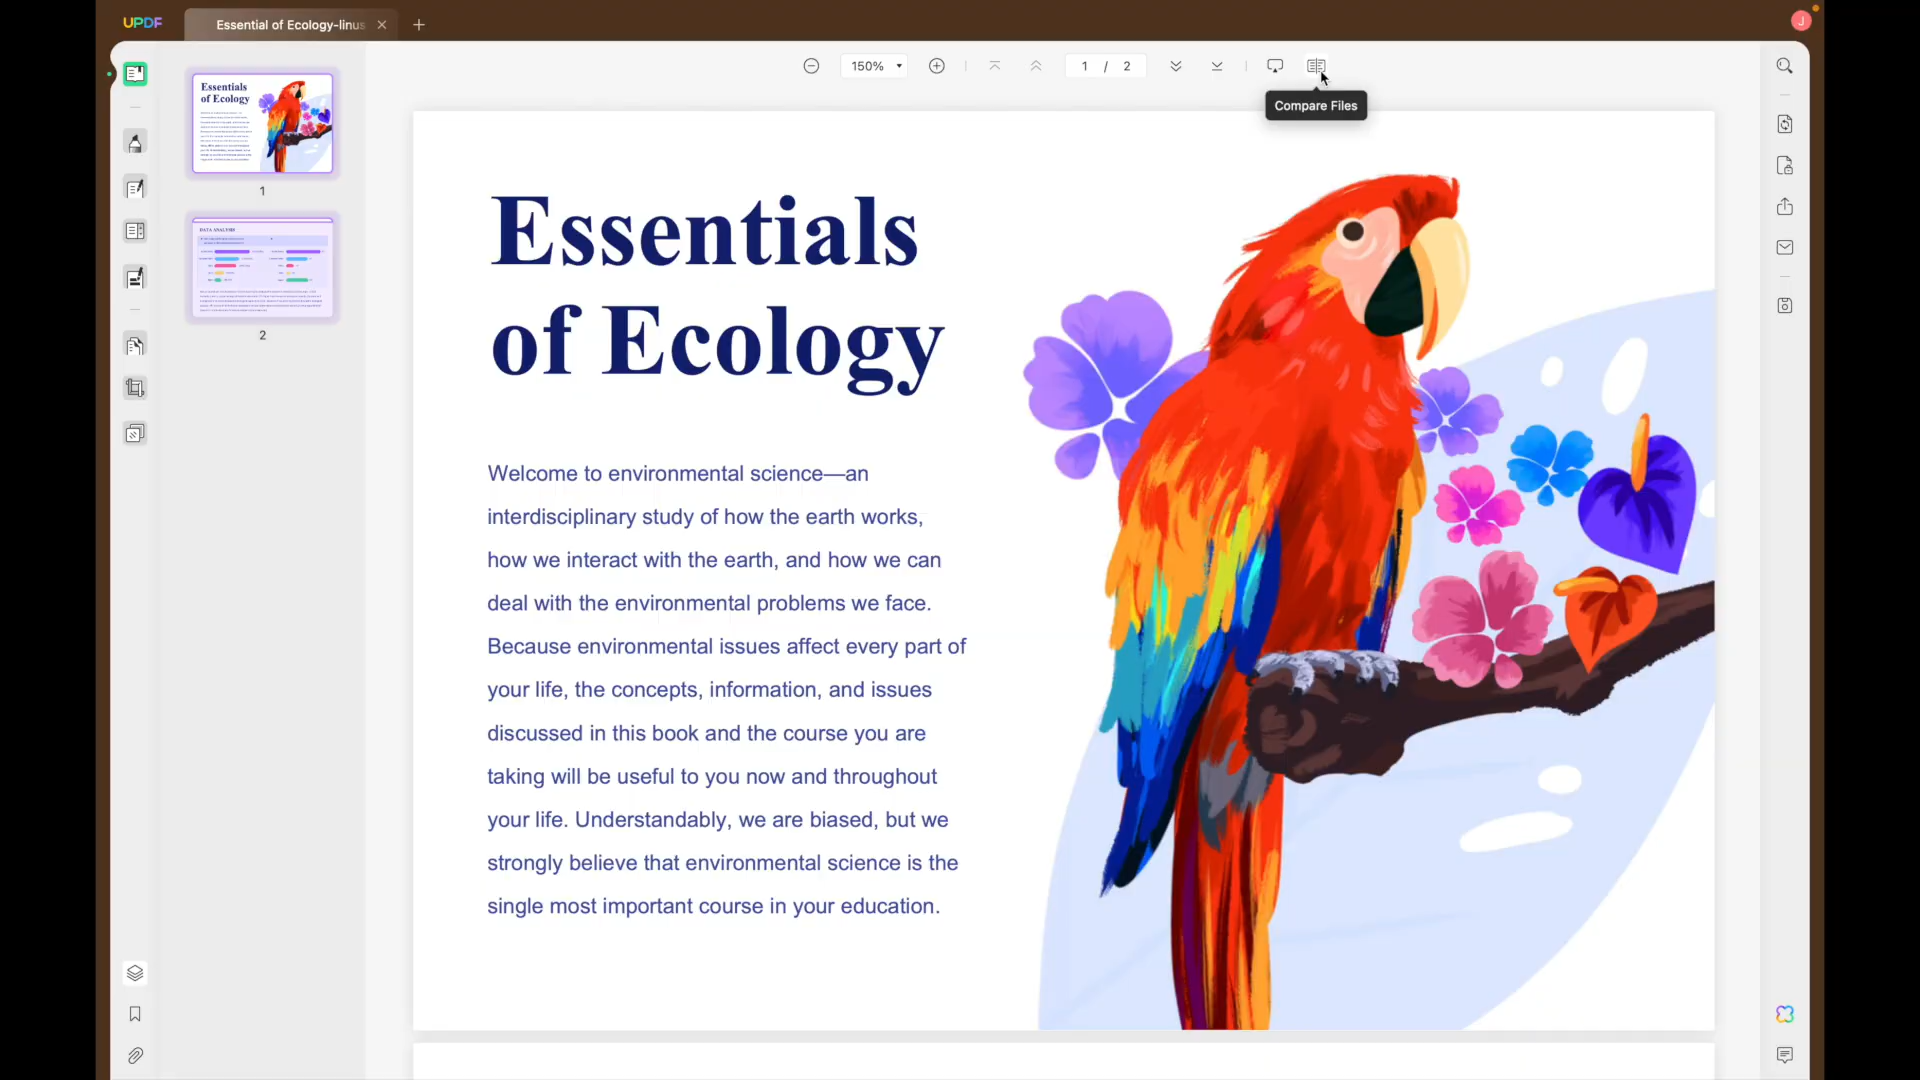 UPDF
Essential of Ecology-linus
150%
1 / 2
Compare Files
Essentials
of Ecology
1
DATA ANALYSIS
2
Essentials
of Ecology
Welcome to environmental science—an
interdisciplinary study of how the earth works,
how we interact with the earth, and how we can
deal with the environmental problems we face.
Because environmental issues affect every part of
your life, the concepts, information, and issues
discussed in this book and the course you are
taking will be useful to you now and throughout
your life. Understandably, we are biased, but we
strongly believe that environmental science is the
single most important course in your education.
J